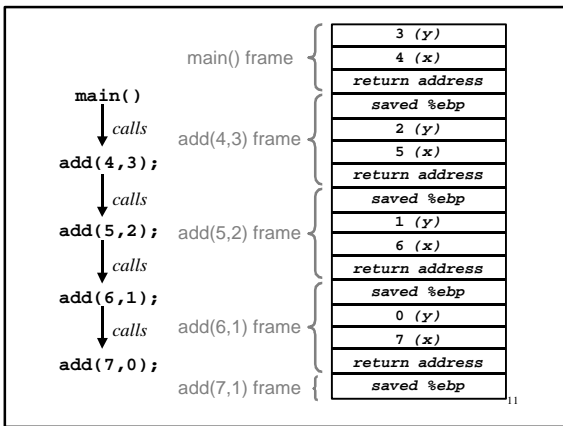 main()
calls
add(4,3);
calls
add(5,2);
calls
add(6,1);
calls
add(7,0);
main() frame
add(4,3) frame
add(5,2) frame
add(6,1) frame
add(7,1) frame
3 (y)
4 (x)
return address
saved %ebp
2 (y)
5 (x)
return address
saved %ebp
1 (y)
6 (x)
return address
saved %ebp
0 (y)
7 (x)
return address
saved %ebp
11